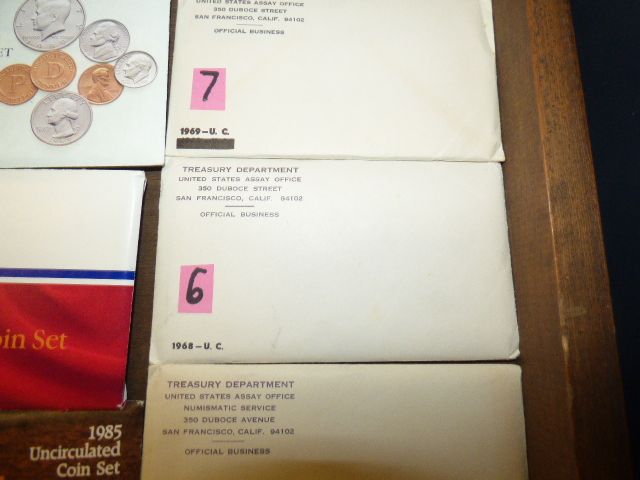 ET
P
D
UNITED STATES ASSAY OFFICE
350 DUBOCE STREET
SAN FRANCISCO, CALIF. 94102
OFFICIAL BUSINESS
7
1969-U. C.
TREASURY DEPARTMENT
UNITED STATES ASSAY OFFICE
350 DUBOCE STREET
SAN FRANCISCO, CALIF. 94102
OFFICIAL BUSINESS
6
1968-U. C.
oin Set
1985
Uncirculated
Coin Set
TREASURY DEPARTMENT
UNITED STATES ASSAY OFFICE
NUMISMATIC SERVICE
350 DUBOCE AVENUE
SAN FRANCISCO, CALIF. 94102
OFFICIAL BUSINESS